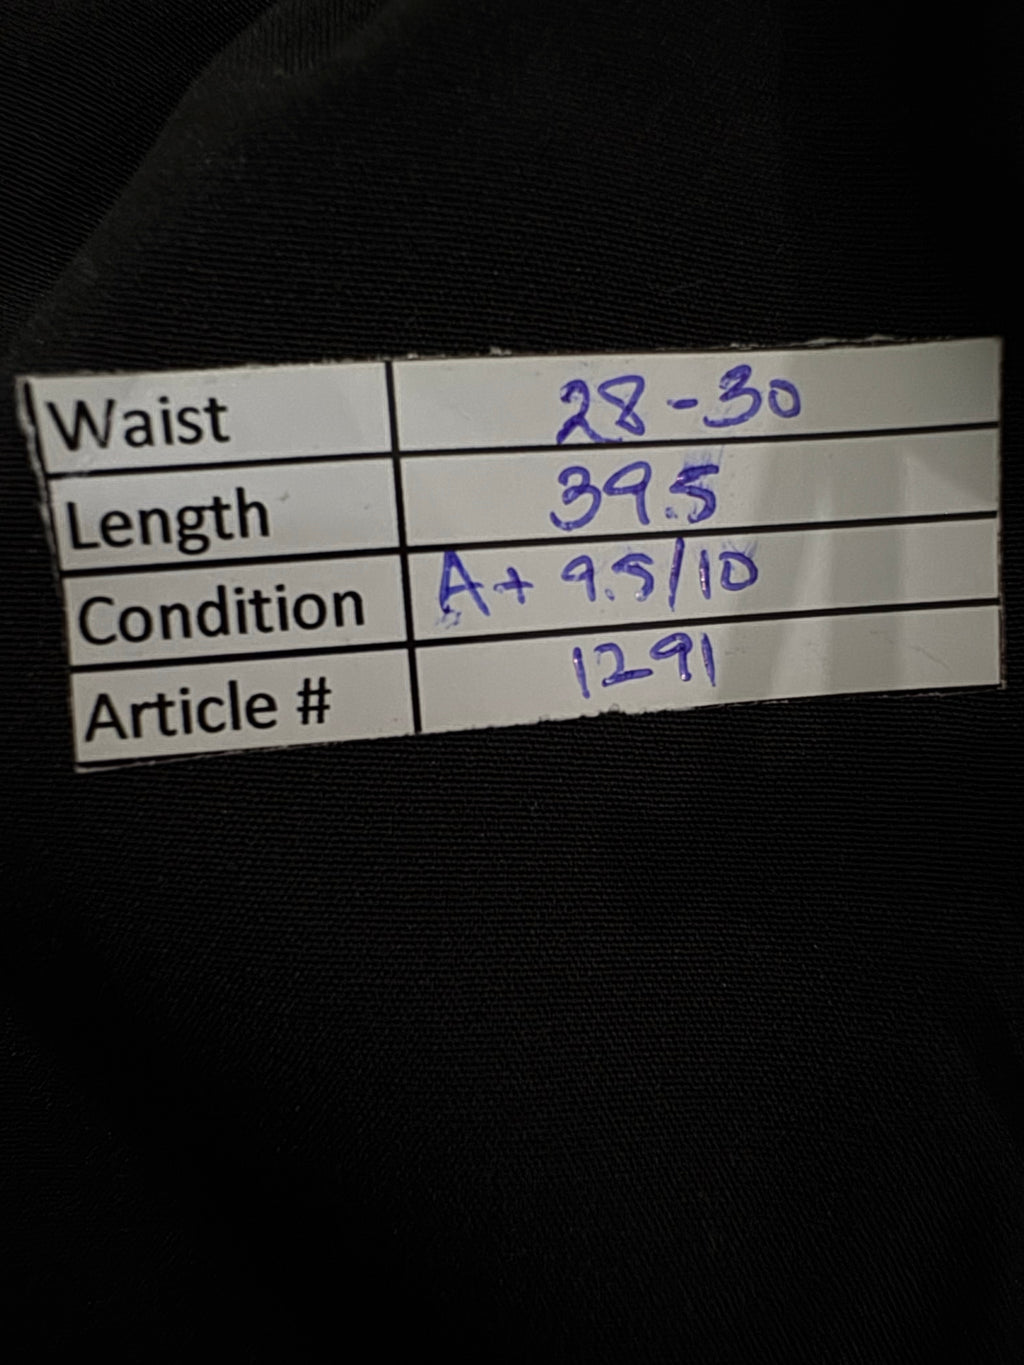 Waist 28-30
Length 39.5
Condition A+ 9.5/10
Article # 1291